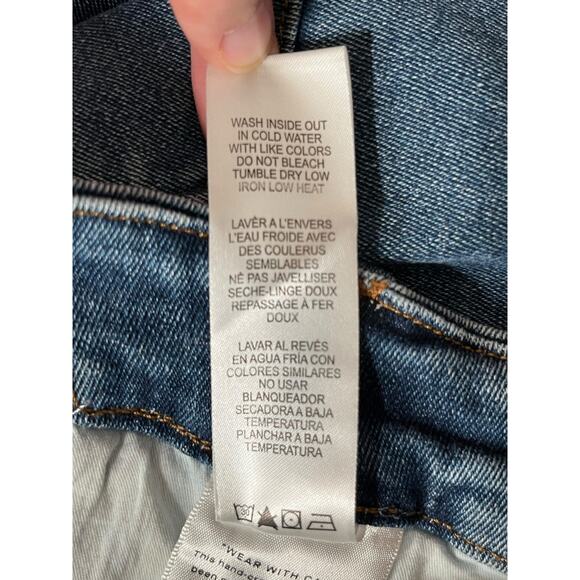 WASH INSIDE OUT
IN COLD WATER
WITH LIKE COLORS
DO NOT BLEACH
TUMBLE DRY LOW
IRON LOW HEAT
LAVÈR A L'ENVERS
L'EAU FROIDE AVEC
DES COULERUS
SEMBLABLES
NÊ PAS JAVELLISER
SECHE-LINGE DOUX
REPASSAGE À FER
DOUX
LAVAR AL REVÉS
EN AGUA FRÍA CON
COLORES SIMILARES
NO USAR
BLANQUEADOR
SECADORA A BAJA
TEMPERATURA
PLANCHAR A BAJA
TEMPERATURA
"WEAR WITH
This
been